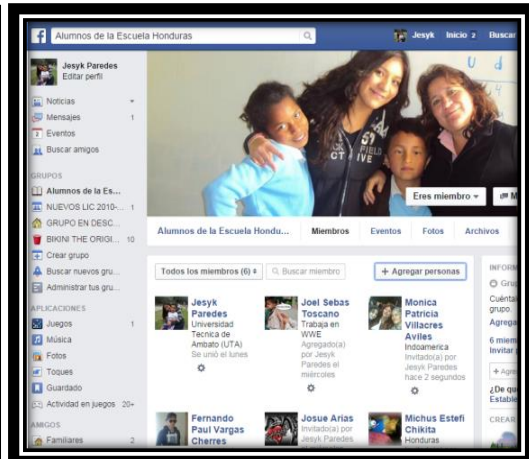 Alumnos de la Escuela Honduras
Jesyk Inicio 2 Buscar
Jesyk Paredes
Editar perfil
Noticias
Mensajes 1
Eventos
Buscar amigos
GRUPOS
Alumnos de la Es...
NUEVOS LIC 2010-... 1
GRUPO EN DESC...
BIKINI THE ORIGI... 10
Crear grupo
Buscar nuevos gru...
Administrar tus gru...
APLICACIONES
Juegos 1
Música
Fotos
Toques
Guardado
Actividad en juegos 20+
AMIGOS
Familiares 2
Eres miembro
Alumnos de la Escuela Hondu... Miembros Eventos Fotos Archivos
Todos los miembros (6) Buscar miembro + Agregar personas
Jesyk
Paredes
Universidad
Tecnica de
Ambato (UTA)
Se unió el lunes
Joel Sebas
Toscano
Trabaja en
WWE
Agregado(a)
por Jesyk
Paredes el
miércoles
Monica
Patricia
Villacres
Aviles
Indoamerica
Invitado(a) por
Jesyk Paredes
hace 2 segundos
Fernando
Paul Vargas
Cherres
Josue Arias
Invitado(a) por
Jesyk Paredes
Michus Estefi
Chikita
Honduras
INFORM
Gru
Cuénta
grupo.
Agrega
6 miem
Invitar p
+ Agre
¿De qu
Establé
CREAR